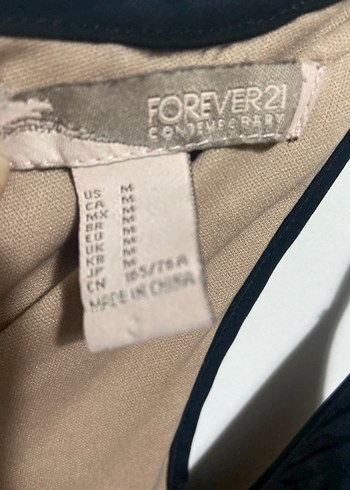 FOREVER21
CONTEMPORARY
US M
CA M
MX M
BR M
EU M
UK M
KR M
JP M
CN 165/76A
MADE IN CHINA